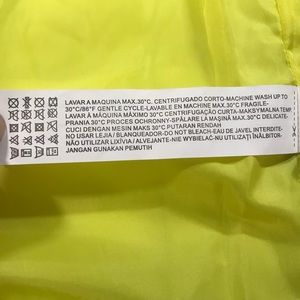 LAVAR A MAQUINA MAX.30°C. CENTRIFUGADO CORTO-MACHINE WASH UP TO
30°C/86°F GENTLE CYCLE-LAVABLE EN MACHINE MAX 30°C FRAGILE-
LAVAR À MÁQUINA MÁXIMO 30°C CENTRIFUGAÇÃO CURTA-MAKSYMALNA TEMP.
PRANIA 30°C PROCES OCHRONNY-SPĂLARE LA MAŞINĂ MAX.30°C DELICATE-
CUCI DENGAN MESIN MAKS 30°C PUTARAN RENDAH
NO USAR LEJIA / BLANQUEADOR-DO NOT BLEACH-EAU DE JAVEL INTERDITE-
NÃO UTILIZAR LIXÍVIA / ALVEJANTE-NIE WYBIELAĆ-NU FOLOSIŢI ÎNĂLBITOR-
JANGAN GUNAKAN PEMUTIH